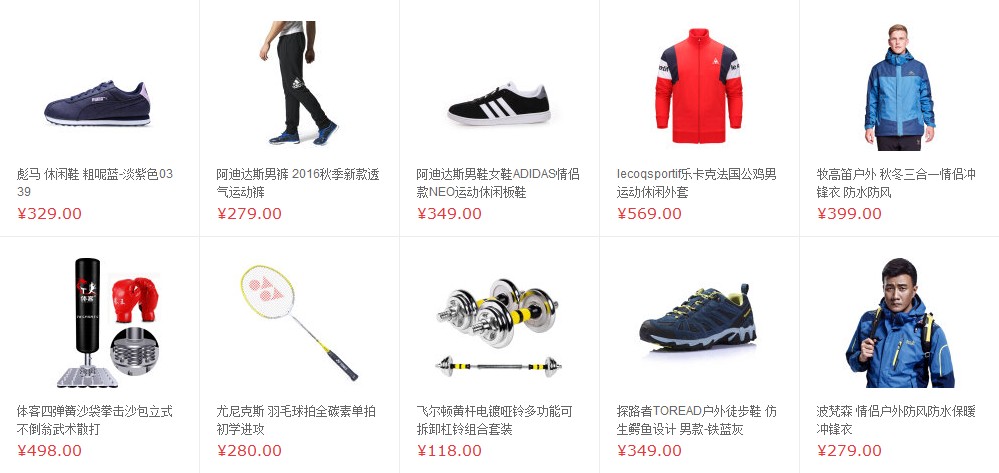 彪马 休闲鞋 粗呢蓝-淡紫色03
39
¥329.00
阿迪达斯男裤 2016秋季新款透
气运动裤
¥279.00
阿迪达斯男鞋女鞋ADIDAS情侣
款NEO运动休闲板鞋
¥349.00
lecoqsportif乐卡克法国公鸡男
运动休闲外套
¥569.00
牧高笛户外 秋冬三合一情侣冲
锋衣 防水防风
¥399.00
体客
体客四弹簧沙袋拳击沙包立式
不倒翁武术散打
¥498.00
尤尼克斯 羽毛球拍全碳素单拍
初学进攻
¥280.00
飞尔顿黄杆电镀哑铃多功能可
拆卸杠铃组合套装
¥118.00
探路者TOREAD户外徒步鞋 仿
生鳄鱼设计 男款-铁蓝灰
¥349.00
波梵森 情侣户外防风防水保暖
冲锋衣
¥279.00